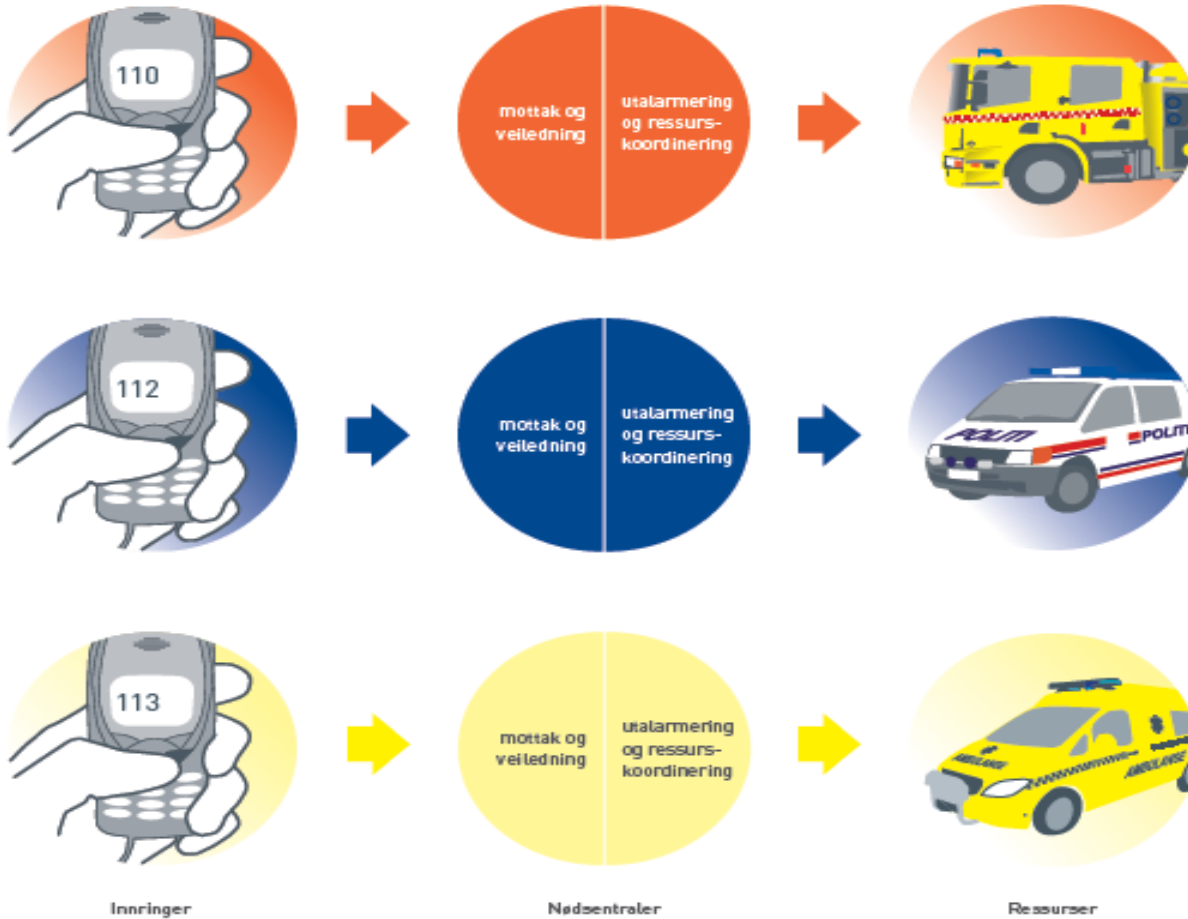 110
mottak og
veiledning
utalarmering
og ressurs-
koordinering
112
mottak og
veiledning
utalarmering
og ressurs-
koordinering
POLITI
POLITI
113
mottak og
veiledning
utalarmering
og ressurs-
koordinering
AMBULANSE
AMBULANSE
Innringer
Nødsentraler
Ressurser